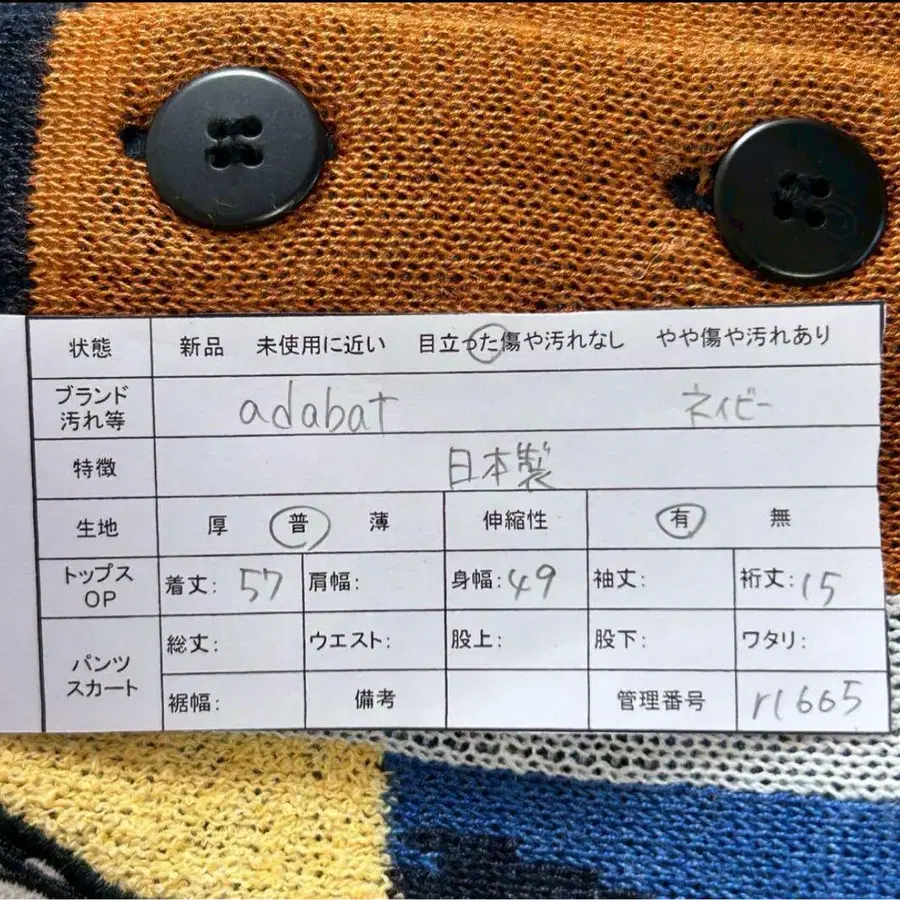 状態 新品 未使用に近い 目立った傷や汚れなし やや傷や汚れあり
ブランド 汚れ等 adabat ネイビー
特徴 日本製
生地 厚 普 薄 伸縮性 有 無
トップス OP 着丈: 57 肩幅: 身幅: 49 袖丈: 裄丈: 15
パンツ スカート 総丈: ウエスト: 股上: 股下: ワタリ:
裾幅: 備考 管理番号 r1665